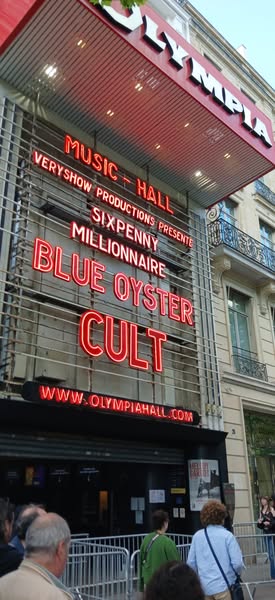 OLYMPIA
MUSIC - HALL
VERYSHOW PRODUCTIONS PRESENTE
SIXPENNY
MILLIONNAIRE
BLUE OYSTER
CULT
WWW.OLYMPIAHALL.COM